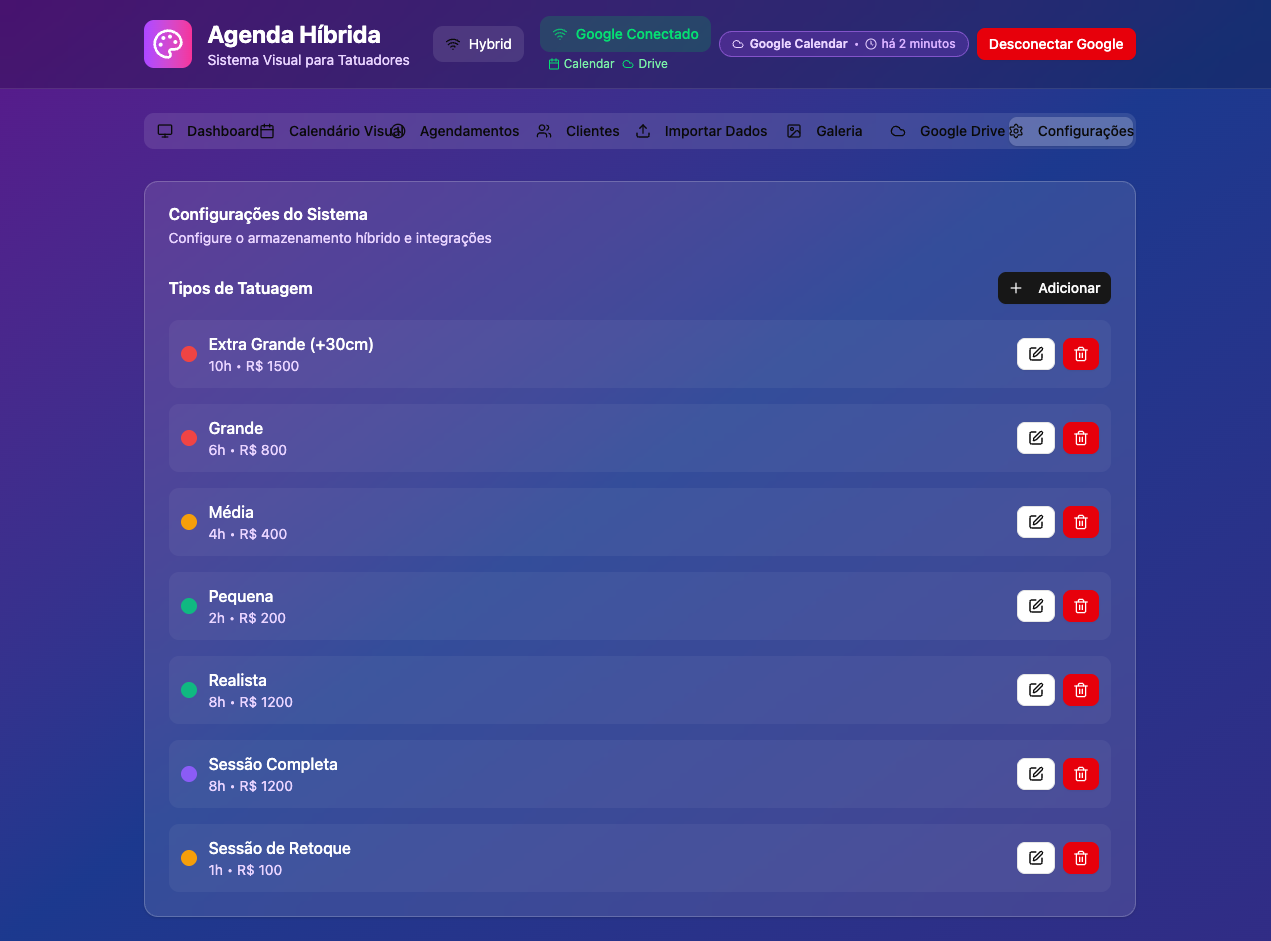 Agenda Híbrida
Sistema Visual para Tatuadores
Hybrid
Google Conectado
Calendar Drive
Google Calendar • há 2 minutos
Desconectar Google
Dashboard Calendário Visual Agendamentos Clientes Importar Dados Galeria Google Drive Configurações
Configurações do Sistema
Configure o armazenamento híbrido e integrações
Tipos de Tatuagem
Adicionar
Extra Grande (+30cm)
10h • R$ 1500
Grande
6h • R$ 800
Média
4h • R$ 400
Pequena
2h • R$ 200
Realista
8h • R$ 1200
Sessão Completa
8h • R$ 1200
Sessão de Retoque
1h • R$ 100